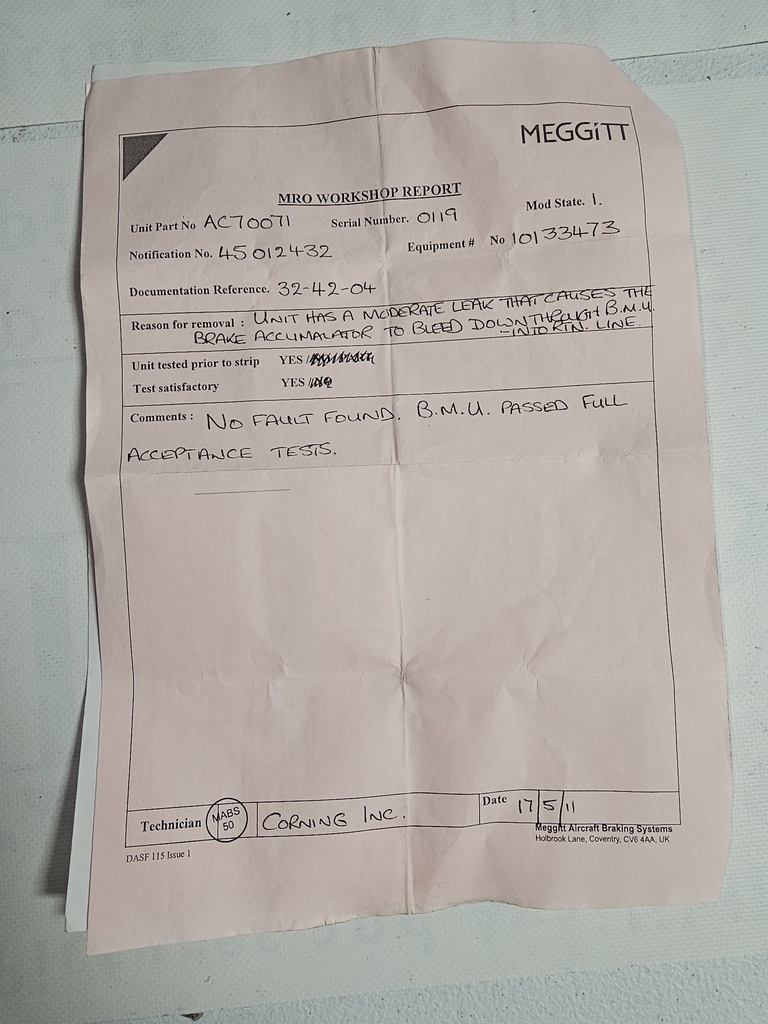 MEGGiTT
MRO WORKSHOP REPORT
Unit Part No AC70071 Serial Number. 0119 Mod State. 1.
Notification No. 45012432 Equipment # No 10133473
Documentation Reference. 32-42-04
Reason for removal : UNIT HAS A MODERATE LEAK THAT CAUSES THE
BRAKE ACCUMALATOR TO BLEED DOWN THROUGH B.M.U.
-INTO RTN. LINE.
Unit tested prior to strip YES /
Test satisfactory YES / NO
Comments : NO FAULT FOUND. B.M.U. PASSED FULL
ACCEPTANCE TESTS.
Technician MABS 50 CORNING INC. Date 17/5/11
Meggitt Aircraft Braking Systems
Holbrook Lane, Coventry, CV6 4AA, UK
DASF 115 Issue 1